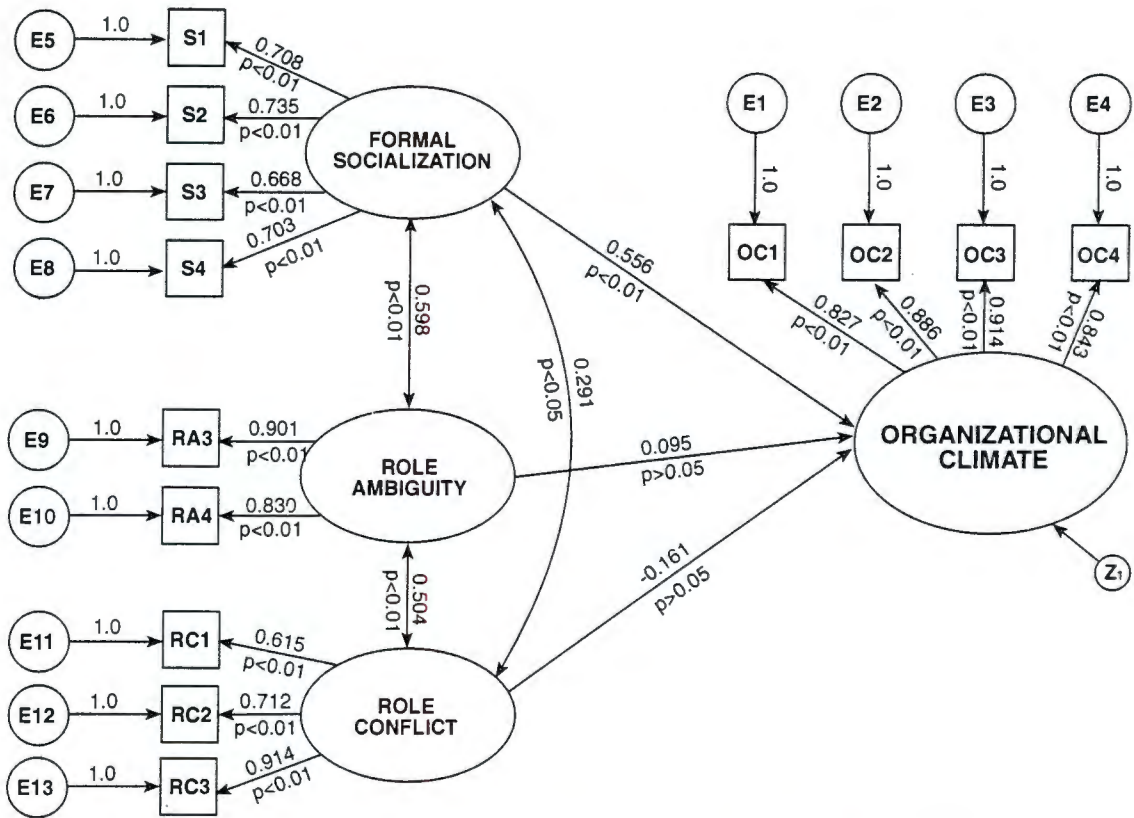 E5
1.0
S1
0.708
p<0.01
E6
1.0
S2
0.735
p<0.01
E7
1.0
S3
0.668
p<0.01
E8
1.0
S4
0.703
p<0.01
FORMAL
SOCIALIZATION
E1
E2
E3
E4
1.0
1.0
1.0
1.0
OC1
OC2
OC3
OC4
0.827
p<0.01
0.886
p<0.01
0.914
p<0.01
0.843
p<0.01
0.556
p<0.01
0.598
p<0.01
0.291
p<0.05
E9
1.0
RA3
0.901
p<0.01
E10
1.0
RA4
0.830
p<0.01
ROLE
AMBIGUITY
0.095
p>0.05
ORGANIZATIONAL
CLIMATE
0.504
p<0.01
-0.161
p>0.05
Z1
E11
1.0
RC1
0.615
p<0.01
E12
1.0
RC2
0.712
p<0.01
E13
1.0
RC3
0.914
p<0.01
ROLE
CONFLICT